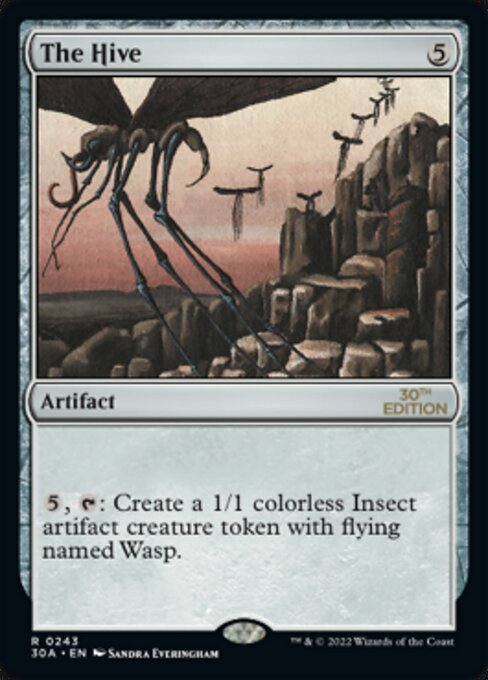 The Hive 5
Artifact
30TH
EDITION
5, : Create a 1/1 colorless Insect
artifact creature token with flying
named Wasp.
R 0243
™ & © 2022 Wizards of the Coast
30A • EN Sandra Everingham